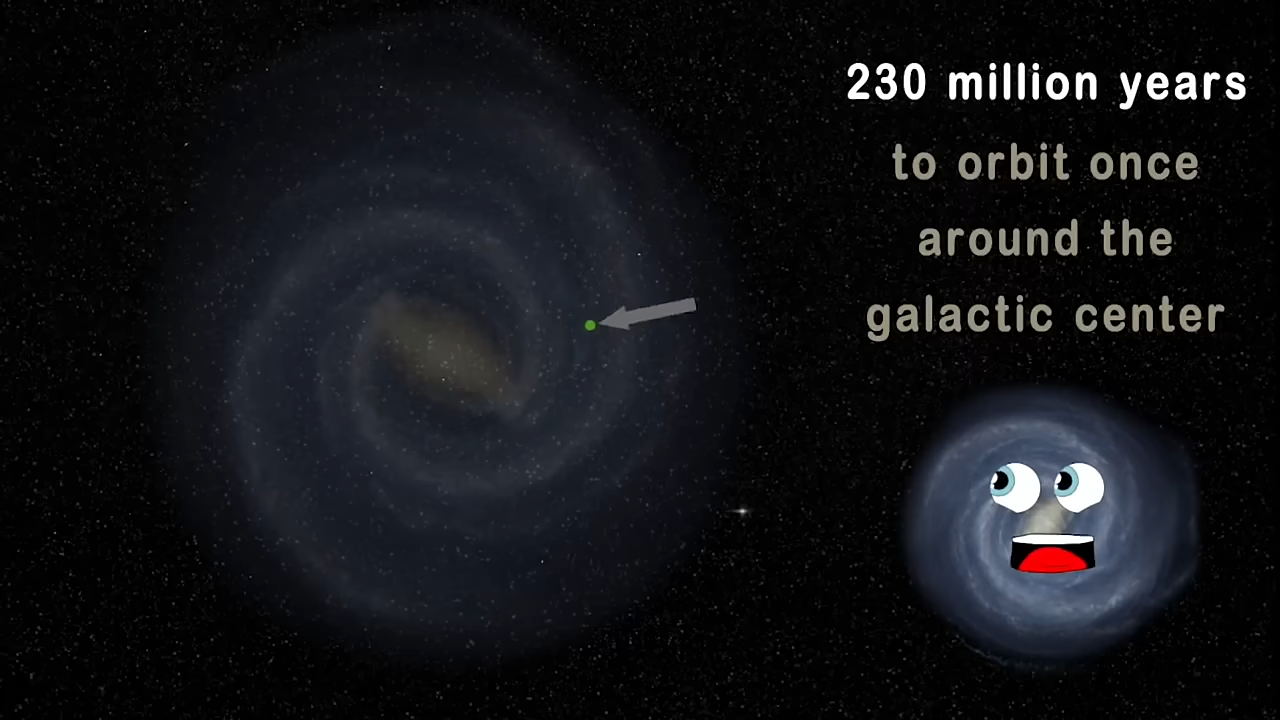 230 million years
to orbit once
around the
galactic center